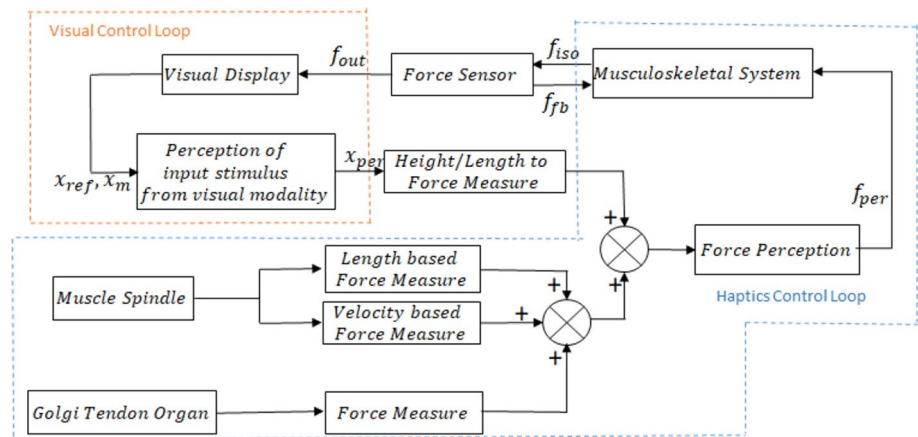 Visual Control Loop
Visual Display
f_out
Force Sensor
f_iso
f_fb
Musculoskeletal System
x_ref, x_m
Perception of
input stimulus
from visual modality
x_per
Height/Length to
Force Measure
+
f_per
Force Perception
+
Haptics Control Loop
Muscle Spindle
Length based
Force Measure
+
Velocity based
Force Measure
+
+
Golgi Tendon Organ
Force Measure